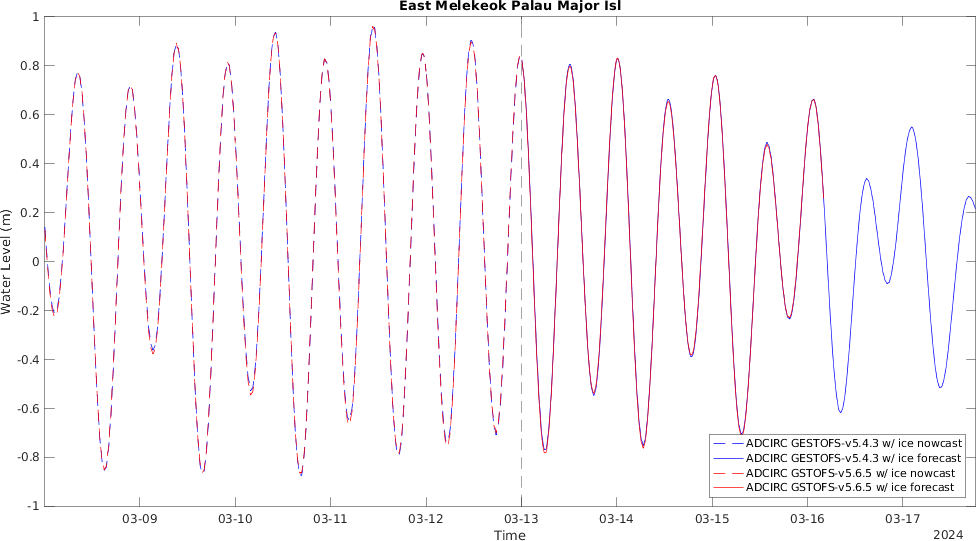 East Melekeok Palau Major Isl
1
0.8
0.6
0.4
0.2
0
-0.2
-0.4
-0.6
-0.8
-1
Water Level (m)
ADCIRC GESTOFS-v5.4.3 w/ ice nowcast
ADCIRC GESTOFS-v5.4.3 w/ ice forecast
ADCIRC GSTOFS-v5.6.5 w/ ice nowcast
ADCIRC GSTOFS-v5.6.5 w/ ice forecast
03-09 03-10 03-11 03-12 03-13 03-14 03-15 03-16 03-17
Time
2024